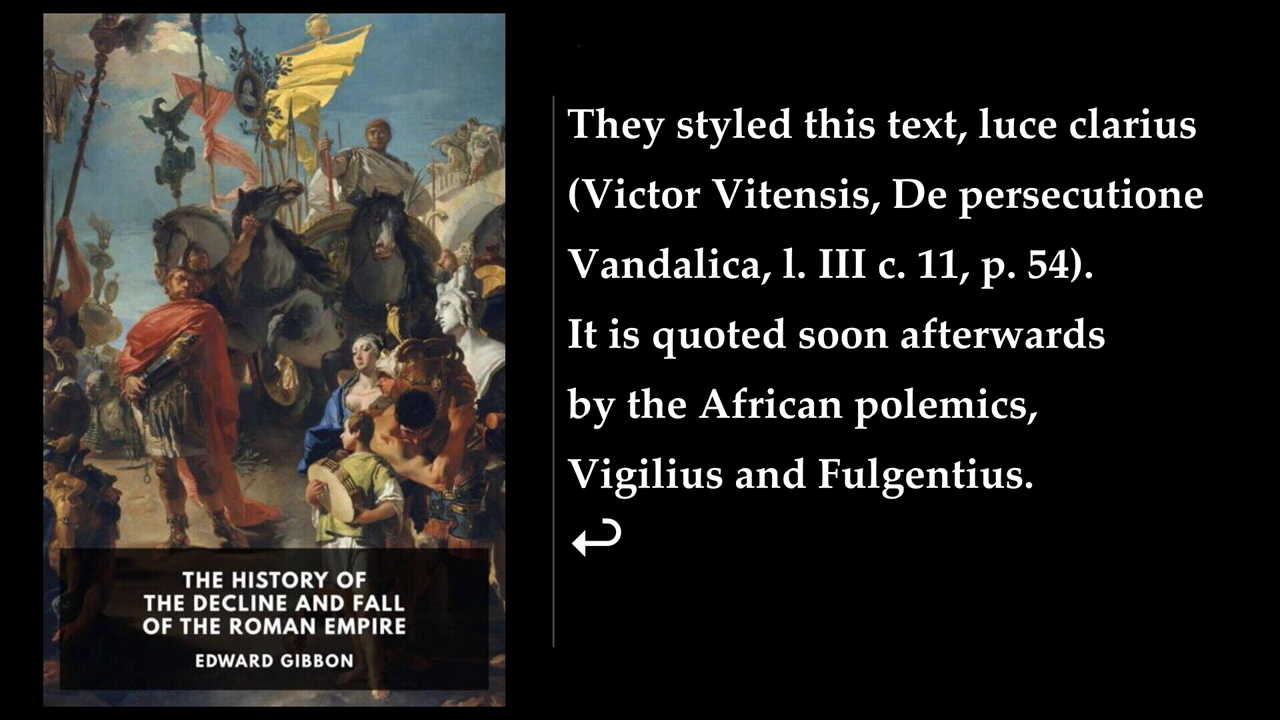 THE HISTORY OF
THE DECLINE AND FALL
OF THE ROMAN EMPIRE
EDWARD GIBBON
They styled this text, luce clarius
(Victor Vitensis, De persecutione
Vandalica, l. III c. 11, p. 54).
It is quoted soon afterwards
by the African polemics,
Vigilius and Fulgentius.
↩